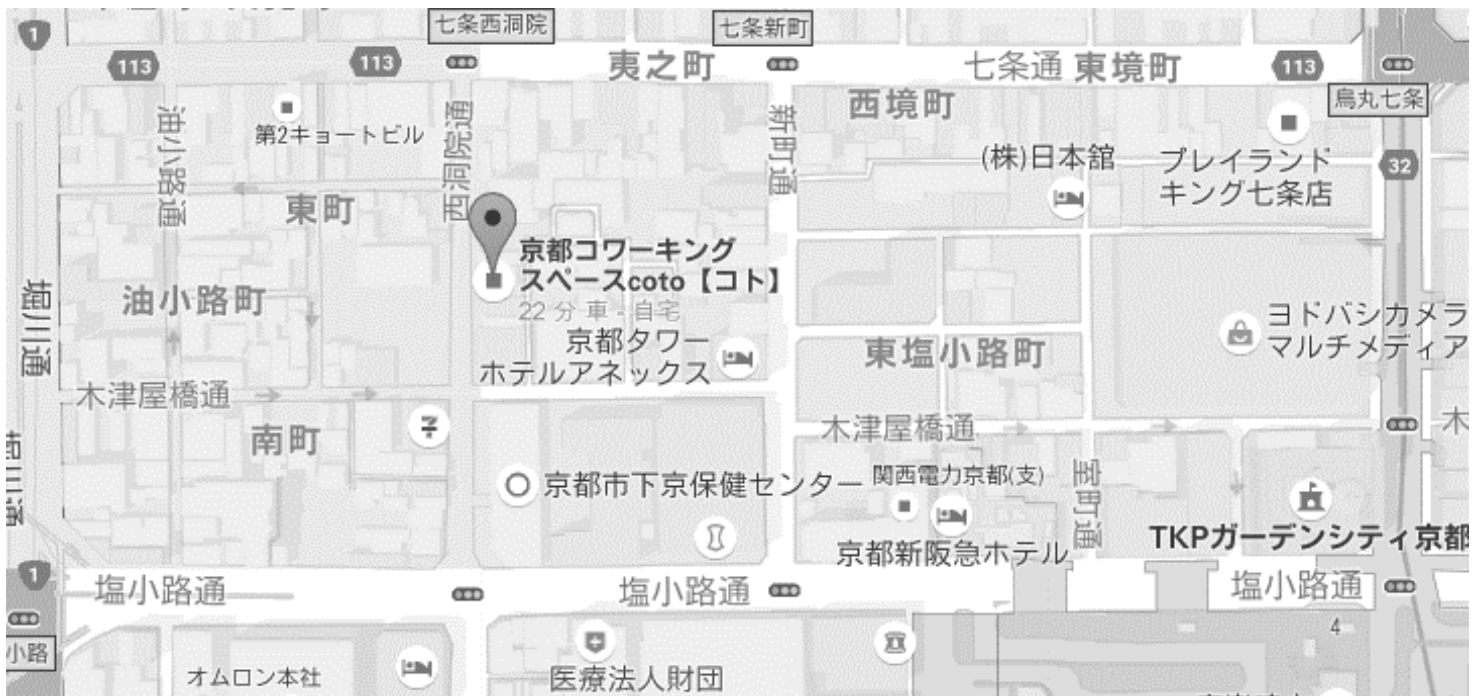 七条西洞院
七条新町
1
113
113
夷之町
七条通
東境町
113
烏丸七条
西境町
第2キョートビル
油小路通
西洞院通
新町通
(株)日本舘
プレイランド
キング七条店
32
東町
京都コワーキング
スペースcoto【コト】
22 分 車 - 自宅
堀川通
油小路町
京都タワー
ホテルアネックス
東塩小路町
ヨドバシカメラ
マルチメディア
木津屋橋通
木津屋橋通
木
南町
堀川通
京都市下京保健センター
関西電力京都(支)
室町通
京都新阪急ホテル
TKPガーデンシティ京都
1
塩小路通
塩小路通
塩小路通
小路
4
オムロン本社
医療法人財団